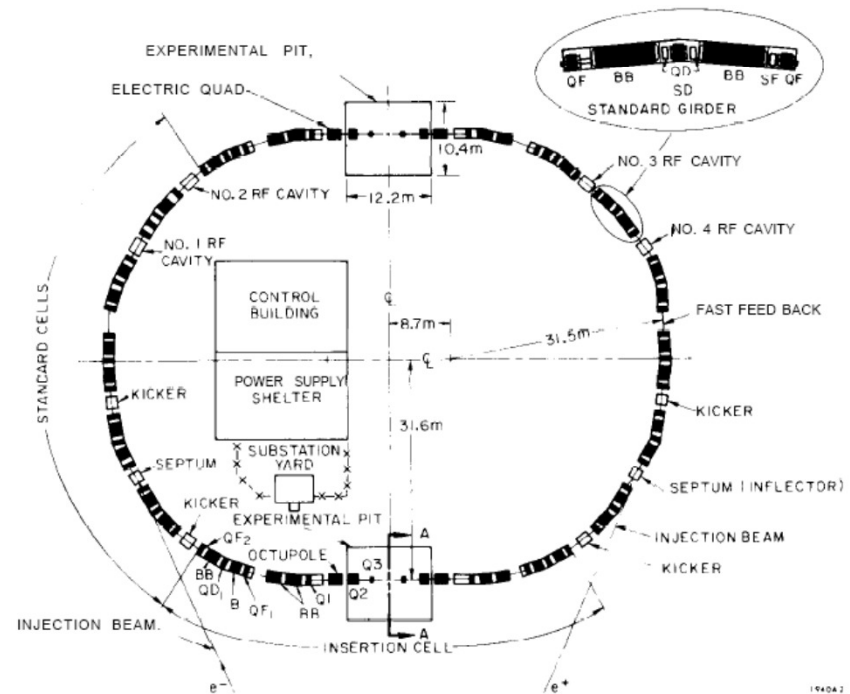 EXPERIMENTAL PIT,
ELECTRIC QUAD
10.4m
12.2m
QF BB QD BB SF QF
SD
STANDARD GIRDER
NO. 3 RF CAVITY
NO. 2 RF CAVITY
NO. 4 RF CAVITY
NO. 1 RF
CAVITY
CONTROL
BUILDING
℄
8.7m
31.5m
FAST FEED BACK
STANDARD CELLS
℄
POWER SUPPLY
SHELTER
31.6m
KICKER
KICKER
SUBSTATION
YARD
SEPTUM
SEPTUM (INFLECTOR)
KICKER
EXPERIMENTAL PIT
A
QF2
OCTUPOLE
Q3
INJECTION BEAM
BB
QD
B
QF1
BB
Q1
Q2
KICKER
INJECTION BEAM.
A
INSERTION CELL
e-
e+
1940A2